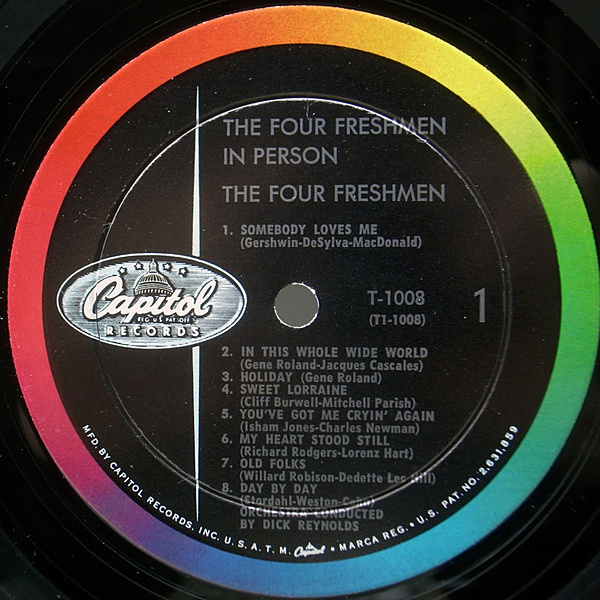 THE FOUR FRESHMEN
IN PERSON
THE FOUR FRESHMEN
1. SOMEBODY LOVES ME
(Gershwin-DeSylva-MacDonald)
Capitol
REG. U.S. PAT. OFF.
RECORDS
T-1008
(T1-1008)
1
2. IN THIS WHOLE WIDE WORLD
(Gene Roland-Jacques Cascales)
3. HOLIDAY (Gene Roland)
4. SWEET LORRAINE
(Cliff Burwell-Mitchell Parish)
5. YOU'VE GOT ME CRYIN' AGAIN
(Isham Jones-Charles Newman)
6. MY HEART STOOD STILL
(Richard Rodgers-Lorenz Hart)
7. OLD FOLKS
(Willard Robison-Dedette Lee Hill)
8. DAY BY DAY
(Stordahl-Weston-Cahn)
ORCHESTRA CONDUCTED
BY DICK REYNOLDS
MFD. BY CAPITOL RECORDS, INC. U.S.A. T.M. Capitol • MARCA REG. • U.S. PAT. NO. 2,631,859